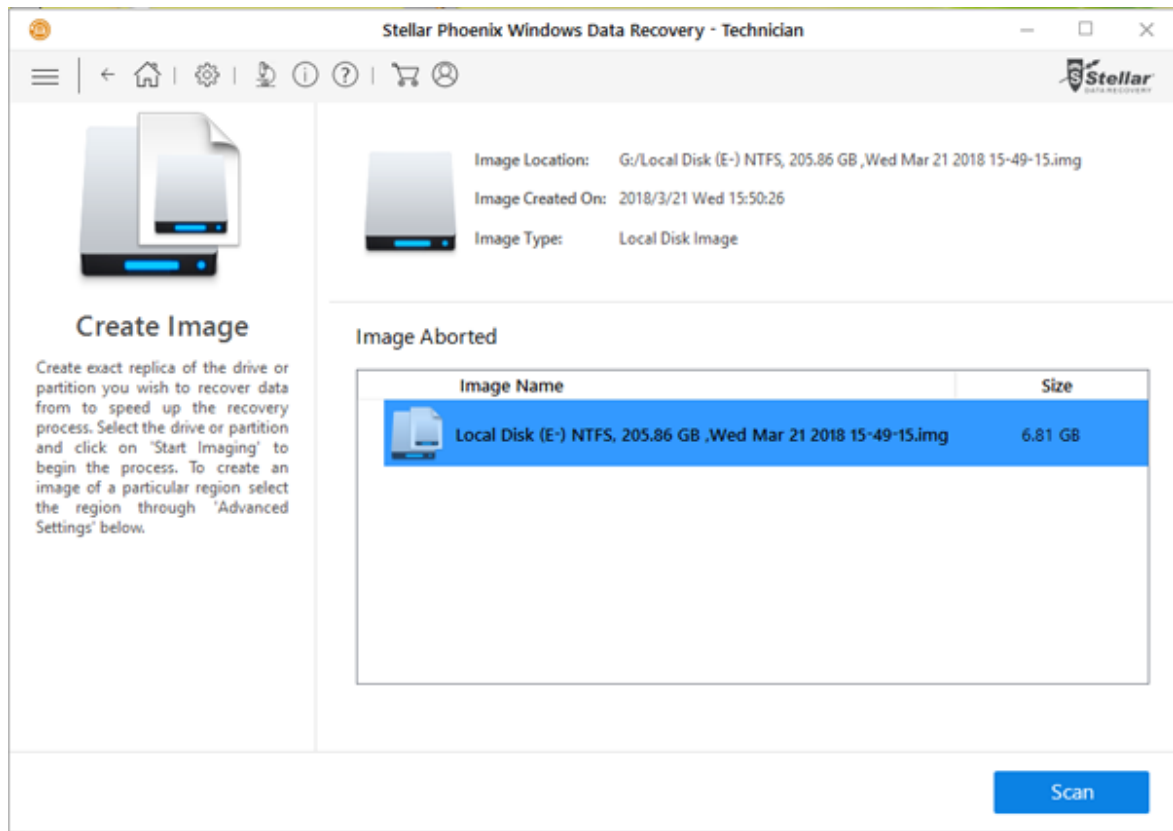 Stellar Phoenix Windows Data Recovery - Technician
Stellar
DATA RECOVERY
Image Location: G:/Local Disk (E-) NTFS, 205.86 GB ,Wed Mar 21 2018 15-49-15.img
Image Created On: 2018/3/21 Wed 15:50:26
Image Type: Local Disk Image
Create Image
Create exact replica of the drive or
partition you wish to recover data
from to speed up the recovery
process. Select the drive or partition
and click on 'Start Imaging' to
begin the process. To create an
image of a particular region select
the region through 'Advanced
Settings' below.
Image Aborted
Image Name Size
Local Disk (E-) NTFS, 205.86 GB ,Wed Mar 21 2018 15-49-15.img 6.81 GB
Scan